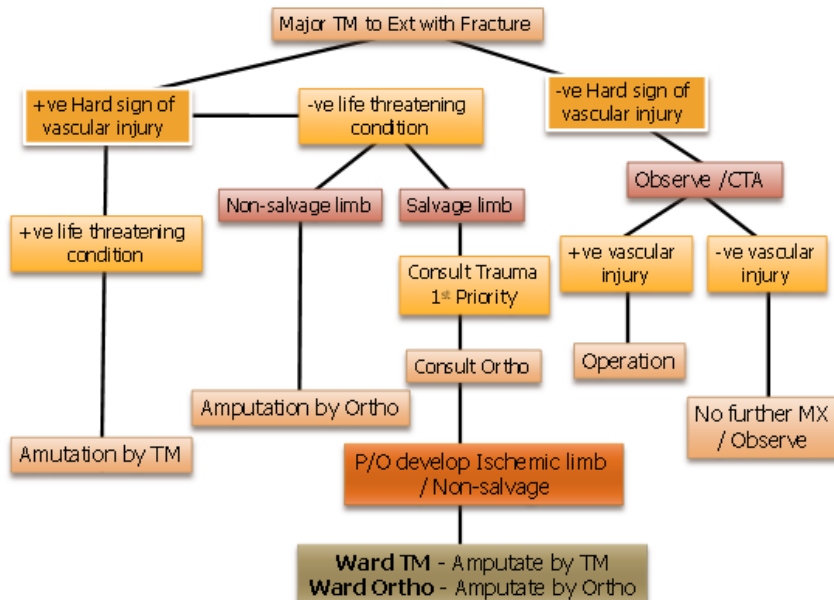 Major TM to Ext with Fracture
+ve Hard sign of
vascular injury
-ve life threatening
condition
-ve Hard sign of
vascular injury
Non-salvage limb
Salvage limb
Observe /CTA
+ve life threatening
condition
Consult Trauma
1st Priority
+ve vascular
injury
-ve vascular
injury
Consult Ortho
Operation
Amputation by Ortho
No further MX
/ Observe
Amutation by TM
P/O develop Ischemic limb
/ Non-salvage
Ward TM - Amputate by TM
Ward Ortho - Amputate by Ortho